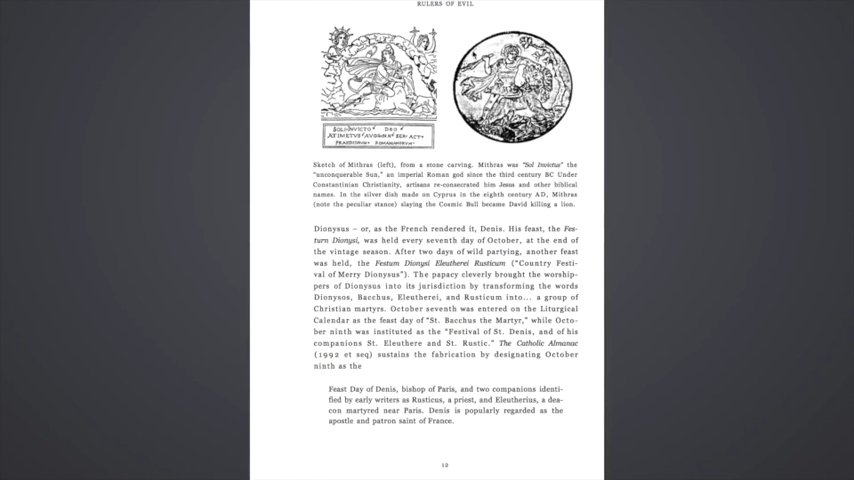 RULERS OF EVIL
SOLI INVICTO DEO
ATIMETVS AVGG NN SER ACT
PRAEDIORVM ROMANIANORVM
Sketch of Mithras (left), from a stone carving. Mithras was "Sol Invictus" the
"unconquerable Sun," an imperial Roman god since the third century BC Under
Constantinian Christianity, artisans re-consecrated him Jesus and other biblical
names. In the silver dish made on Cyprus in the eighth century AD, Mithras
(note the peculiar stance) slaying the Cosmic Bull became David killing a lion.
Dionysus – or, as the French rendered it, Denis. His feast, the Fes-
turn Dionysi, was held every seventh day of October, at the end of
the vintage season. After two days of wild partying, another feast
was held, the Festum Dionysi Eleutherei Rusticum ("Country Festi-
val of Merry Dionysus"). The papacy cleverly brought the worship-
pers of Dionysus into its jurisdiction by transforming the words
Dionysos, Bacchus, Eleutherei, and Rusticum into... a group of
Christian martyrs. October seventh was entered on the Liturgical
Calendar as the feast day of "St. Bacchus the Martyr," while Octo-
ber ninth was instituted as the "Festival of St. Denis, and of his
companions St. Eleuthere and St. Rustic." The Catholic Almanac
(1992 et seq) sustains the fabrication by designating October
ninth as the
Feast Day of Denis, bishop of Paris, and two companions identi-
fied by early writers as Rusticus, a priest, and Eleutherius, a dea-
con martyred near Paris. Denis is popularly regarded as the
apostle and patron saint of France.